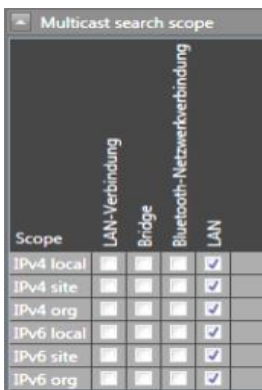 Multicast search scope
Scope
LAN-Verbindung
Bridge
Bluetooth-Netzwerkverbindung
LAN
IPv4 local
IPv4 site
IPv4 org
IPv6 local
IPv6 site
IPv6 org